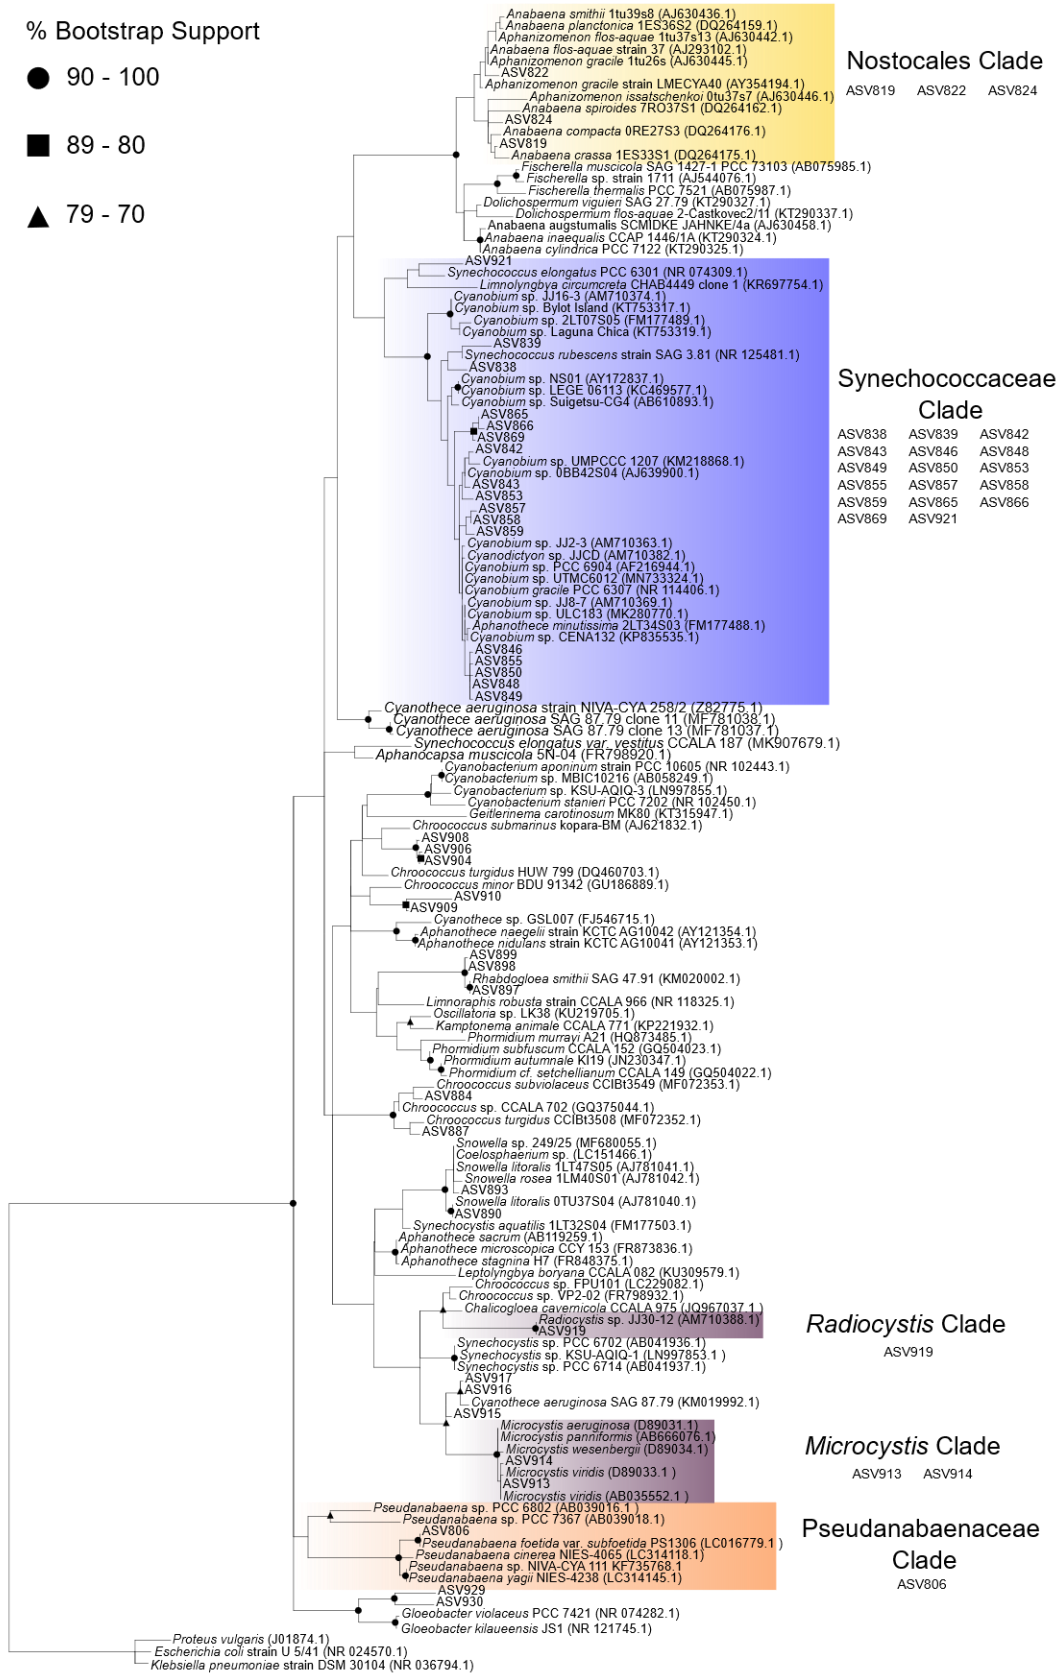 % Bootstrap Support
90 - 100
89 - 80
79 - 70
Anabaena smithii 1tu39s8 (AJ630436.1)
Anabaena planctonica 1ES36S2 (DQ264159.1)
Aphanizomenon flos-aquae 1tu37s13 (AJ630442.1)
Anabaena flos-aquae strain 37 (AJ293102.1)
Aphanizomenon gracile 1tu26s (AJ630445.1)
ASV822
Aphanizomenon gracile strain LMECYA40 (AY354194.1)
Aphanizomenon issatschenkoi 0tu37s7 (AJ630446.1)
Anabaena spiroides 7RO37S1 (DQ264162.1)
ASV824
Anabaena compacta 0RE27S3 (DQ264176.1)
ASV819
Anabaena crassa 1ES33S1 (DQ264175.1)
Fischerella muscicola SAG 1427-1 PCC 73103 (AB075985.1)
Fischerella sp. strain 1711 (AJ544076.1)
Fischerella thermalis PCC 7521 (AB075987.1)
Dolichospermum viguieri SAG 27.79 (KT290327.1)
Dolichospermum flos-aquae 2-Castkovec2/11 (KT290337.1)
Anabaena augstumalis SCMIDKE JAHNKE/4a (AJ630458.1)
Anabaena inaequalis CCAP 1446/1A (KT290324.1)
Anabaena cylindrica PCC 7122 (KT290325.1)
ASV921
Synechococcus elongatus PCC 6301 (NR 074309.1)
Limnolyngbya circumcreta CHAB4449 clone 1 (KR697754.1)
Cyanobium sp. JJ16-3 (AM710374.1)
Cyanobium sp. Bylot Island (KT753317.1)
Cyanobium sp. 2LT07S05 (FM177489.1)
Cyanobium sp. Laguna Chica (KT753319.1)
ASV839
Synechococcus rubescens strain SAG 3.81 (NR 125481.1)
ASV838
Cyanobium sp. NS01 (AY172837.1)
Cyanobium sp. LEGE 06113 (KC469577.1)
Cyanobium sp. Suigetsu-CG4 (AB610893.1)
ASV865
ASV866
ASV869
ASV842
Cyanobium sp. UMPCCC 1207 (KM218868.1)
Cyanobium sp. 0BB42S04 (AJ639900.1)
ASV843
ASV853
ASV857
ASV858
ASV859
Cyanobium sp. JJ2-3 (AM710363.1)
Cyanodictyon sp. JJCD (AM710382.1)
Cyanobium sp. PCC 6904 (AF216944.1)
Cyanobium sp. UTMC6012 (MN733324.1)
Cyanobium gracile PCC 6307 (NR 114406.1)
Cyanobium sp. JJ8-7 (AM710369.1)
Cyanobium sp. ULC183 (MK280770.1)
Aphanothece minutissima 2LT34S03 (FM177488.1)
Cyanobium sp. CENA132 (KP835535.1)
ASV846
ASV855
ASV850
ASV848
ASV849
Cyanothece aeruginosa strain NIVA-CYA 258/2 (Z82775.1)
Cyanothece aeruginosa SAG 87.79 clone 11 (MF781038.1)
Cyanothece aeruginosa SAG 87.79 clone 13 (MF781037.1)
Synechococcus elongatus var. vestitus CCALA 187 (MK907679.1)
Aphanocapsa muscicola 5N-04 (FR798920.1)
Cyanobacterium aponinum strain PCC 10605 (NR 102443.1)
Cyanobacterium sp. MBIC10216 (AB058249.1)
Cyanobacterium sp. KSU-AQIQ-3 (LN997855.1)
Cyanobacterium stanieri PCC 7202 (NR 102450.1)
Geitlerinema carotinosum MK80 (KT315947.1)
Chroococcus submarinus kopara-BM (AJ621832.1)
ASV908
ASV906
ASV904
Chroococcus turgidus HUW 799 (DQ460703.1)
Chroococcus minor BDU 91342 (GU186889.1)
ASV910
ASV909
Cyanothece sp. GSL007 (FJ546715.1)
Aphanothece naegelii strain KCTC AG10042 (AY121354.1)
Aphanothece nidulans strain KCTC AG10041 (AY121353.1)
ASV899
ASV898
Rhabdogloea smithii SAG 47.91 (KM020002.1)
ASV897
Limnoraphis robusta strain CCALA 966 (NR 118325.1)
Oscillatoria sp. LK38 (KU219705.1)
Kamptonema animale CCALA 771 (KP221932.1)
Phormidium murrayi A21 (HQ873485.1)
Phormidium subfuscum CCALA 152 (GQ504023.1)
Phormidium autumnale KI19 (JN230347.1)
Phormidium cf. setchellianum CCALA 149 (GQ504022.1)
Chroococcus subviolaceus CCIBt3549 (MF072353.1)
ASV884
Chroococcus sp. CCALA 702 (GQ375044.1)
Chroococcus turgidus CCIBt3508 (MF072352.1)
ASV887
Snowella sp. 249/25 (MF680055.1)
Coelosphaerium sp. (LC151466.1)
Snowella litoralis 1LT47S05 (AJ781041.1)
Snowella rosea 1LM40S01 (AJ781042.1)
ASV893
Snowella litoralis 0TU37S04 (AJ781040.1)
ASV890
Synechocystis aquatilis 1LT32S04 (FM177503.1)
Aphanothece sacrum (AB119259.1)
Aphanothece microscopica CCY 153 (FR873836.1)
Aphanothece stagnina H7 (FR848375.1)
Leptolyngbya boryana CCALA 082 (KU309579.1)
Chroococcus sp. FPU101 (LC229082.1)
Chroococcus sp. VP2-02 (FR798932.1)
Chalicogloea cavernicola CCALA 975 (JQ967037.1)
Radiocystis sp. JJ30-12 (AM710388.1)
ASV919
Synechocystis sp. PCC 6702 (AB041936.1)
Synechocystis sp. KSU-AQIQ-1 (LN997853.1 )
Synechocystis sp. PCC 6714 (AB041937.1)
ASV917
ASV916
Cyanothece aeruginosa SAG 87.79 (KM019992.1)
ASV915
Microcystis aeruginosa (D89031.1)
Microcystis panniformis (AB666076.1)
Microcystis wesenbergii (D89034.1)
ASV914
Microcystis viridis (D89033.1 )
ASV913
Microcystis viridis (AB035552.1 )
Pseudanabaena sp. PCC 6802 (AB039016.1 )
Pseudanabaena sp. PCC 7367 (AB039018.1)
ASV806
Pseudanabaena foetida var. subfoetida PS1306 (LC016779.1 )
Pseudanabaena cinerea NIES-4065 (LC314118.1)
Pseudanabaena sp. NIVA-CYA 111 KF735768.1
Pseudanabaena yagii NIES-4238 (LC314145.1)
ASV929
ASV930
Gloeobacter violaceus PCC 7421 (NR 074282.1)
Gloeobacter kilaueensis JS1 (NR 121745.1)
Proteus vulgaris (J01874.1)
Escherichia coli strain U 5/41 (NR 024570.1)
Klebsiella pneumoniae strain DSM 30104 (NR 036794.1)
Nostocales Clade
ASV819 ASV822 ASV824
Synechococcaceae
Clade
ASV838 ASV839 ASV842
ASV843 ASV846 ASV848
ASV849 ASV850 ASV853
ASV855 ASV857 ASV858
ASV859 ASV865 ASV866
ASV869 ASV921
Radiocystis Clade
ASV919
Microcystis Clade
ASV913 ASV914
Pseudanabaenaceae
Clade
ASV806